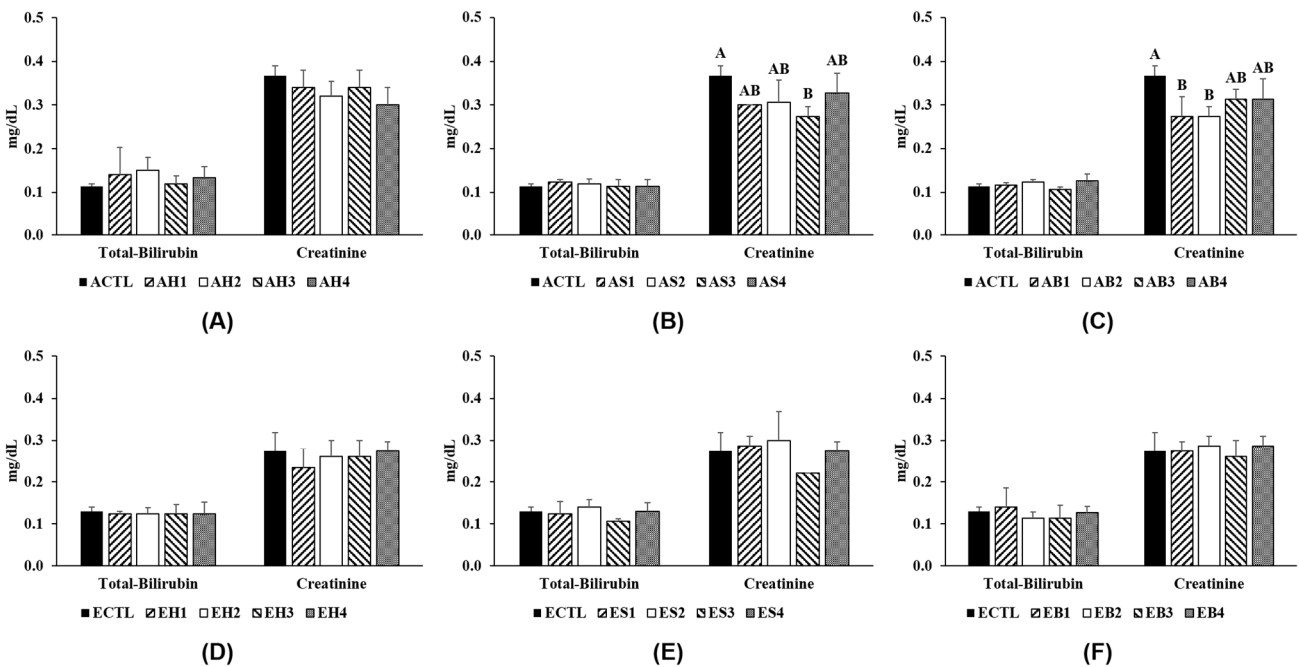 0.5
0.4
0.3
0.2
0.1
0.0
mg/dL
Total-Bilirubin Creatinine
ACTL AH1 AH2 AH3 AH4
(A)
0.5
0.4
0.3
0.2
0.1
0.0
mg/dL
A AB AB B AB
Total-Bilirubin Creatinine
ACTL AS1 AS2 AS3 AS4
(B)
0.5
0.4
0.3
0.2
0.1
0.0
mg/dL
A B B AB AB
Total-Bilirubin Creatinine
ACTL AB1 AB2 AB3 AB4
(C)
0.5
0.4
0.3
0.2
0.1
0.0
mg/dL
Total-Bilirubin Creatinine
ECTL EH1 EH2 EH3 EH4
(D)
0.5
0.4
0.3
0.2
0.1
0.0
mg/dL
Total-Bilirubin Creatinine
ECTL ES1 ES2 ES3 ES4
(E)
0.5
0.4
0.3
0.2
0.1
0.0
mg/dL
Total-Bilirubin Creatinine
ECTL EB1 EB2 EB3 EB4
(F)